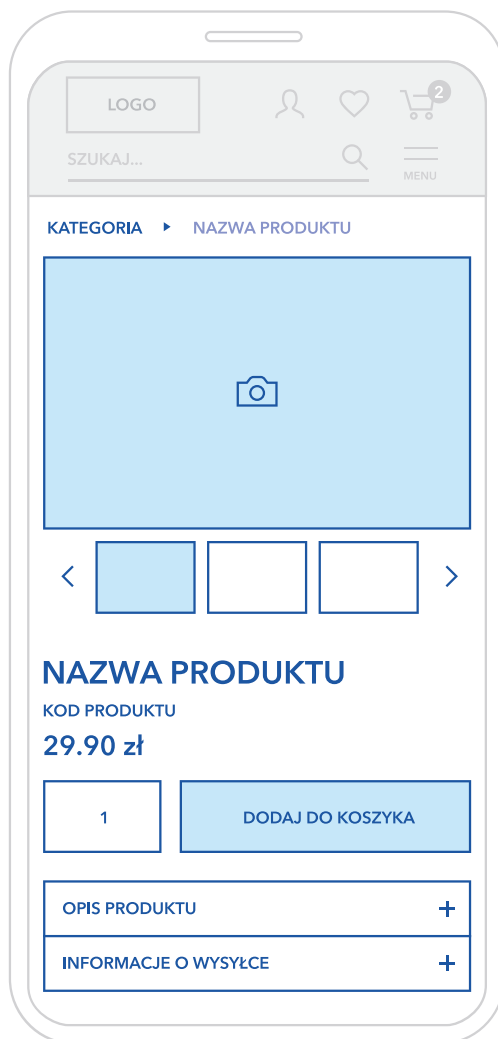 LOGO
2
SZUKAJ...
MENU
KATEGORIA
NAZWA PRODUKTU
NAZWA PRODUKTU
KOD PRODUKTU
29.90 zł
1
DODAJ DO KOSZYKA
OPIS PRODUKTU
INFORMACJE O WYSYŁCE